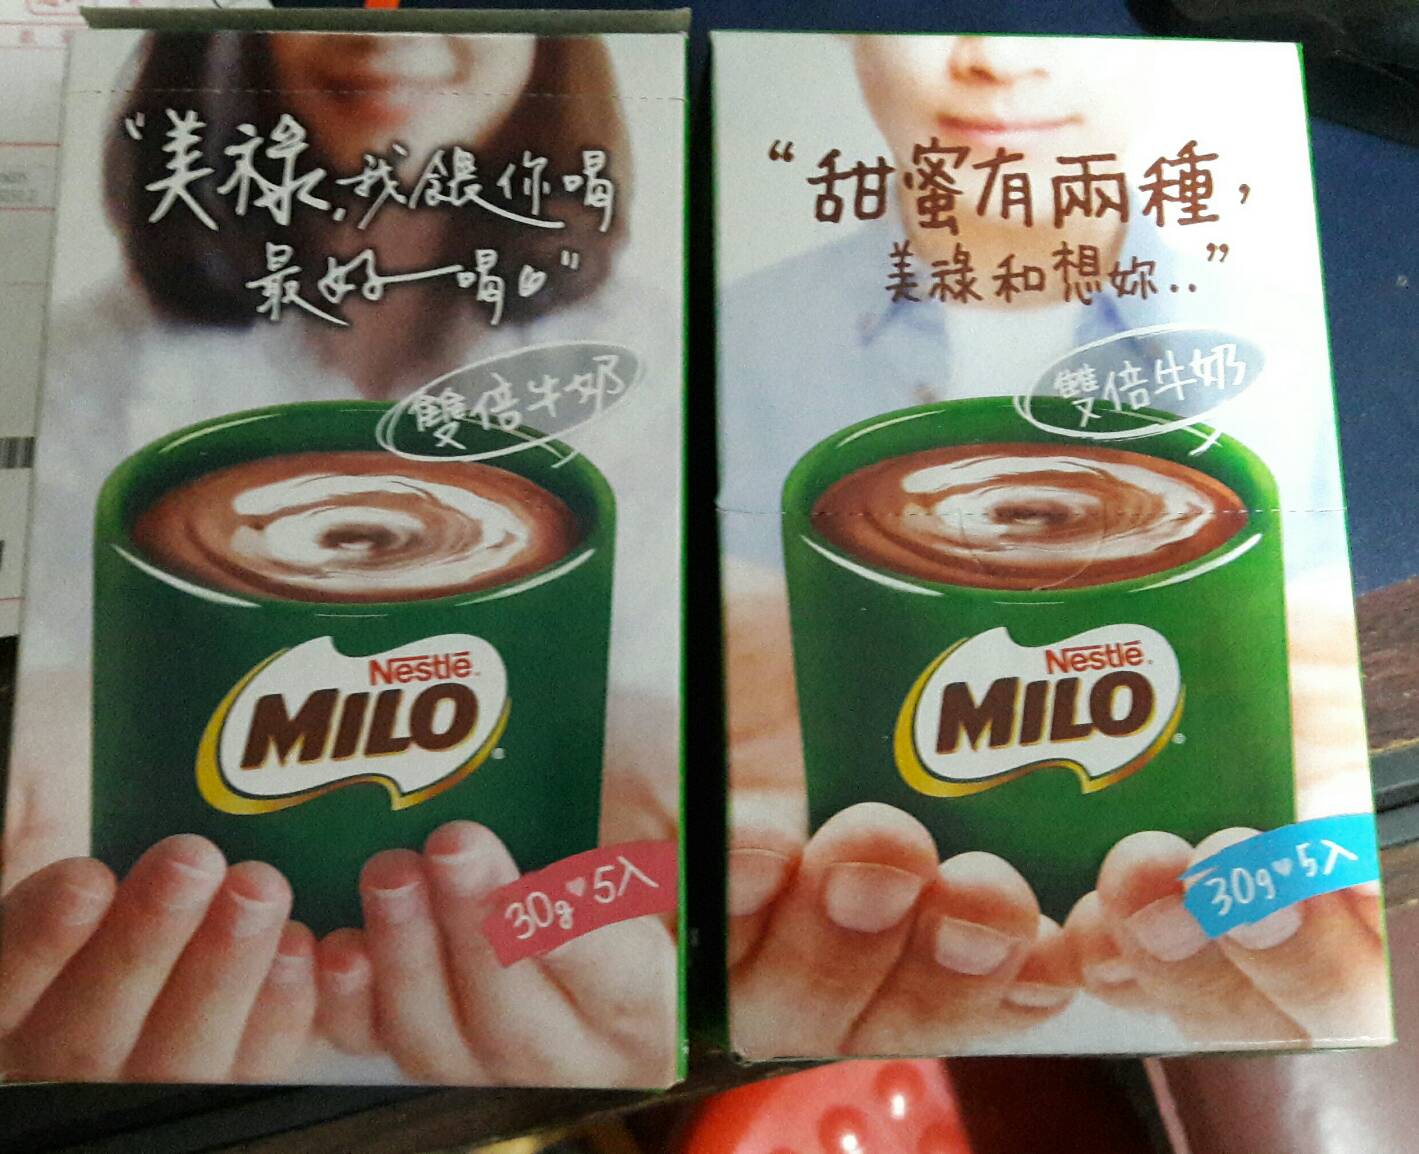 “美祿，我餵你喝
最好喝”
雙倍牛奶
Nestlé
MILO
30g♥5入
“甜蜜有兩種，
美祿和想妳..”
雙倍牛奶
Nestlé
MILO
30g♥5入